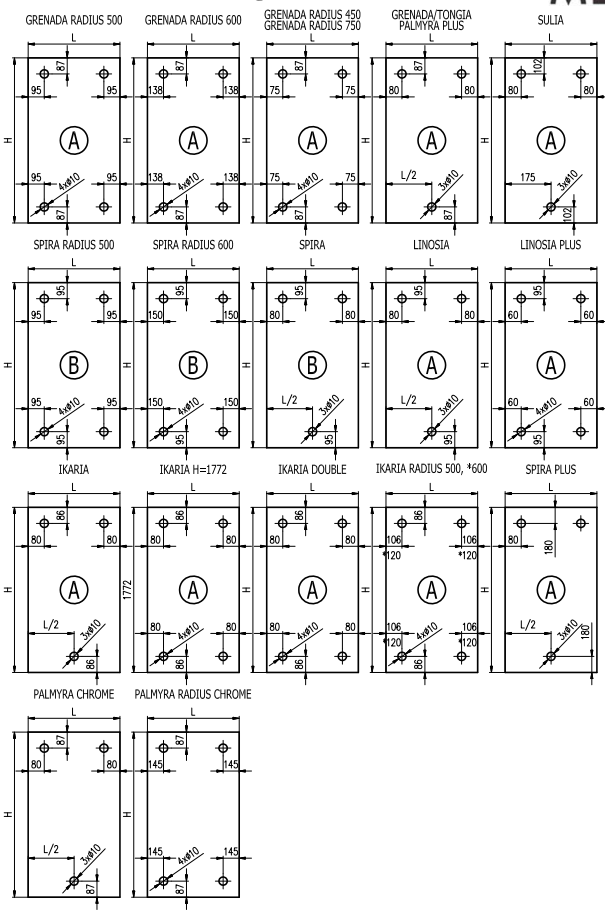 GRENADA RADIUS 500
GRENADA RADIUS 600
GRENADA RADIUS 450
GRENADA RADIUS 750
GRENADA/TONGIA
PALMYRA PLUS
SULIA
L L L L L
87 87 87 87 102
95 95 138 138 75 75 80 80 80 80
H A H A H A H A H A
95 4xø10 95 138 4xø10 138 75 4xø10 75 L/2 3xø10 175 3xø10
87 87 87 87 102
SPIRA RADIUS 500
SPIRA RADIUS 600
SPIRA
LINOSIA
LINOSIA PLUS
L L L L L
95 95 95 95 95
95 95 150 150 80 80 80 80 60 60
H B H B H B H A H A
95 4xø10 95 150 4xø10 150 L/2 3xø10 L/2 3xø10 60 4xø10 60
95 95 95 95 95
IKARIA
IKARIA H=1772
IKARIA DOUBLE
IKARIA RADIUS 500, *600
SPIRA PLUS
L L L L L
86 86 86 86 180
80 80 80 80 80 80 106 106 80
*120 *120
H A 1772 A H A H A H A
L/2 3xø10 80 4xø10 80 80 4xø10 80 106 4xø10 106 L/2 3xø10
*120 *120
86 86 86 86 180
PALMYRA CHROME
PALMYRA RADIUS CHROME
L L
87 87
80 80 145 145
H H
L/2 3xø10 145 4xø10 145
87 87